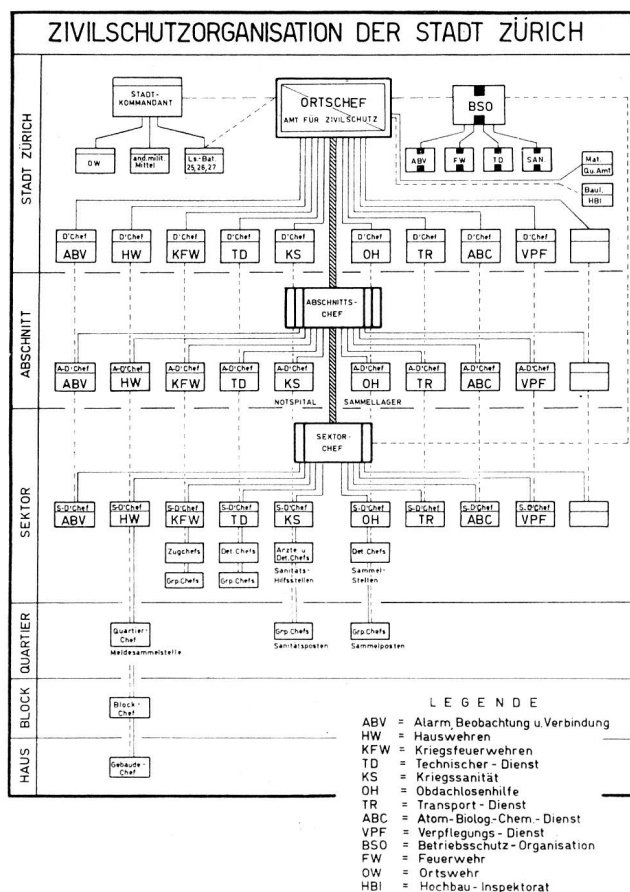 ZIVILSCHUTZORGANISATION DER STADT ZÜRICH
STADT ZÜRICH
STADT-
KOMMANDANT
ORTSCHEF
AMT FÜR ZIVILSCHUTZ
BSO
OW
and.milit.
Mittel
Ls.-Bat.
25,26,27
ABV
FW
TD
SAN
Mat.
Qu.Amt
Baul.
HBI
D'Chef
ABV
D'Chef
HW
D'Chef
KFW
D'Chef
TD
D'Chef
KS
D'Chef
OH
D'Chef
TR
D'Chef
ABC
D'Chef
VPF
ABSCHNITT
ABSCHNITTS-
CHEF
A-D'Chef
ABV
A-D'Chef
HW
A-D'Chef
KFW
A-D'Chef
TD
A-D'Chef
KS
A-D'Chef
OH
A-D'Chef
TR
A-D'Chef
ABC
A-D'Chef
VPF
NOTSPITAL
SAMMELLAGER
SEKTOR
SEKTOR-
CHEF
S-D'Chef
ABV
S-D'Chef
HW
S-D'Chef
KFW
S-D'Chef
TD
S-D'Chef
KS
S-D'Chef
OH
S-D'Chef
TR
S-D'Chef
ABC
S-D'Chef
VPF
Zugchefs
Det.Chefs
Ärzte u
Det.Chefs
Det.Chefs
Grp.Chefs
Grp.Chefs
Sanitäts-
Hilfsstellen
Sammel-
Stellen
QUARTIER
Quartier-
Chef
Meldesammelstelle
Grp.Chefs
Sanitätsposten
Grp.Chefs
Sammelposten
BLOCK
Block-
Chef
HAUS
Gebäude-
Chef
LEGENDE
ABV = Alarm, Beobachtung u. Verbindung
HW = Hauswehren
KFW = Kriegsfeuerwehren
TD = Technischer - Dienst
KS = Kriegssanität
OH = Obdachlosenhilfe
TR = Transport - Dienst
ABC = Atom-Biolog.-Chem.- Dienst
VPF = Verpflegungs - Dienst
BSO = Betriebsschutz - Organisation
FW = Feuerwehr
OW = Ortswehr
HBI = Hochbau - Inspektorat